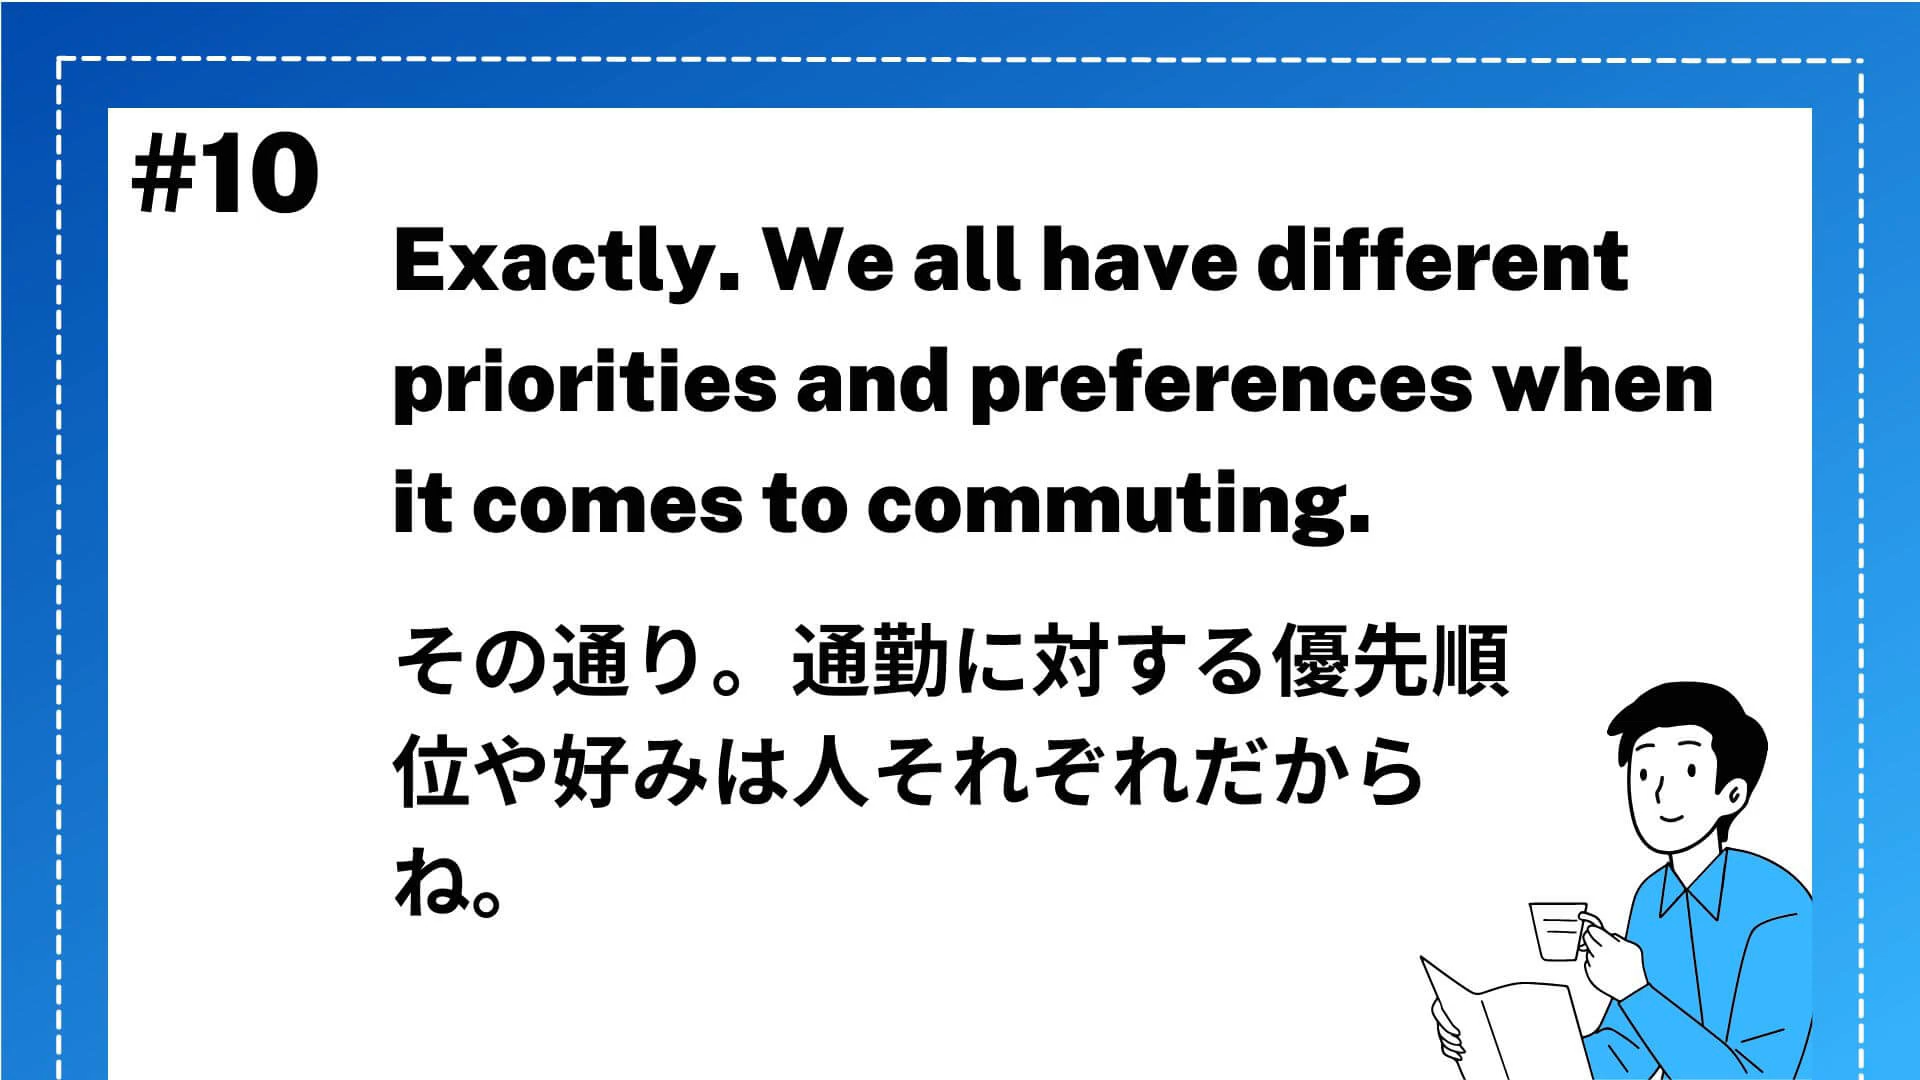 #10
Exactly. We all have different
priorities and preferences when
it comes to commuting.
その通り。通勤に対する優先順
位や好みは人それぞれだから
ね。